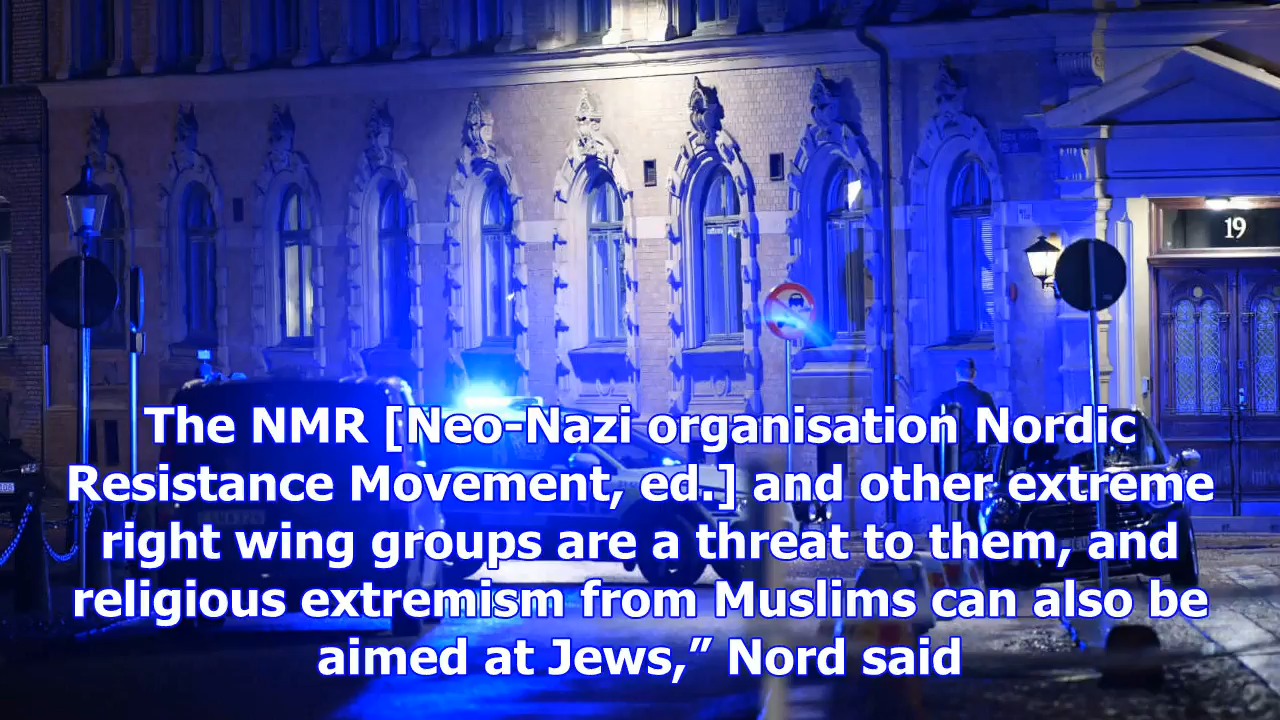 19
The NMR [Neo-Nazi organisation Nordic
Resistance Movement, ed.] and other extreme
right wing groups are a threat to them, and
religious extremism from Muslims can also be
aimed at Jews,” Nord said